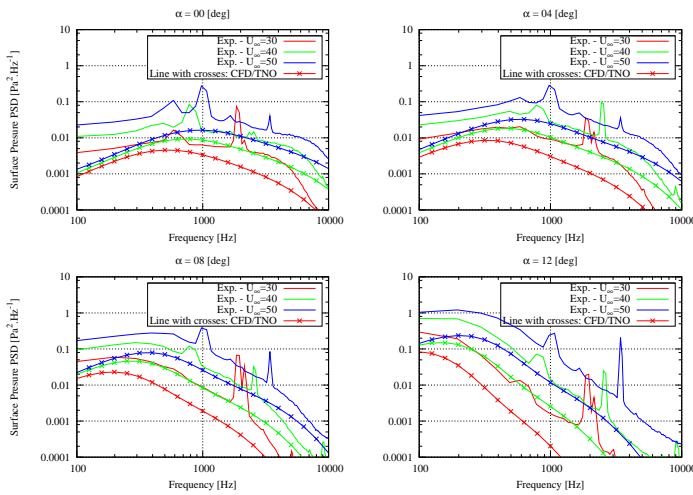 α = 00 [deg]
Surface Presure PSD [Pa².Hz⁻¹]
10
1
0.1
0.01
0.001
0.0001
100
1000
10000
Frequency [Hz]
Exp. - U∞=30
Exp. - U∞=40
Exp. - U∞=50
Line with crosses: CFD/TNO
α = 04 [deg]
10
1
0.1
0.01
0.001
0.0001
100
1000
10000
Frequency [Hz]
Exp. - U∞=30
Exp. - U∞=40
Exp. - U∞=50
Line with crosses: CFD/TNO
α = 08 [deg]
Surface Presure PSD [Pa².Hz⁻¹]
10
1
0.1
0.01
0.001
0.0001
100
1000
10000
Frequency [Hz]
Exp. - U∞=30
Exp. - U∞=40
Exp. - U∞=50
Line with crosses: CFD/TNO
α = 12 [deg]
10
1
0.1
0.01
0.001
0.0001
100
1000
10000
Frequency [Hz]
Exp. - U∞=30
Exp. - U∞=40
Exp. - U∞=50
Line with crosses: CFD/TNO